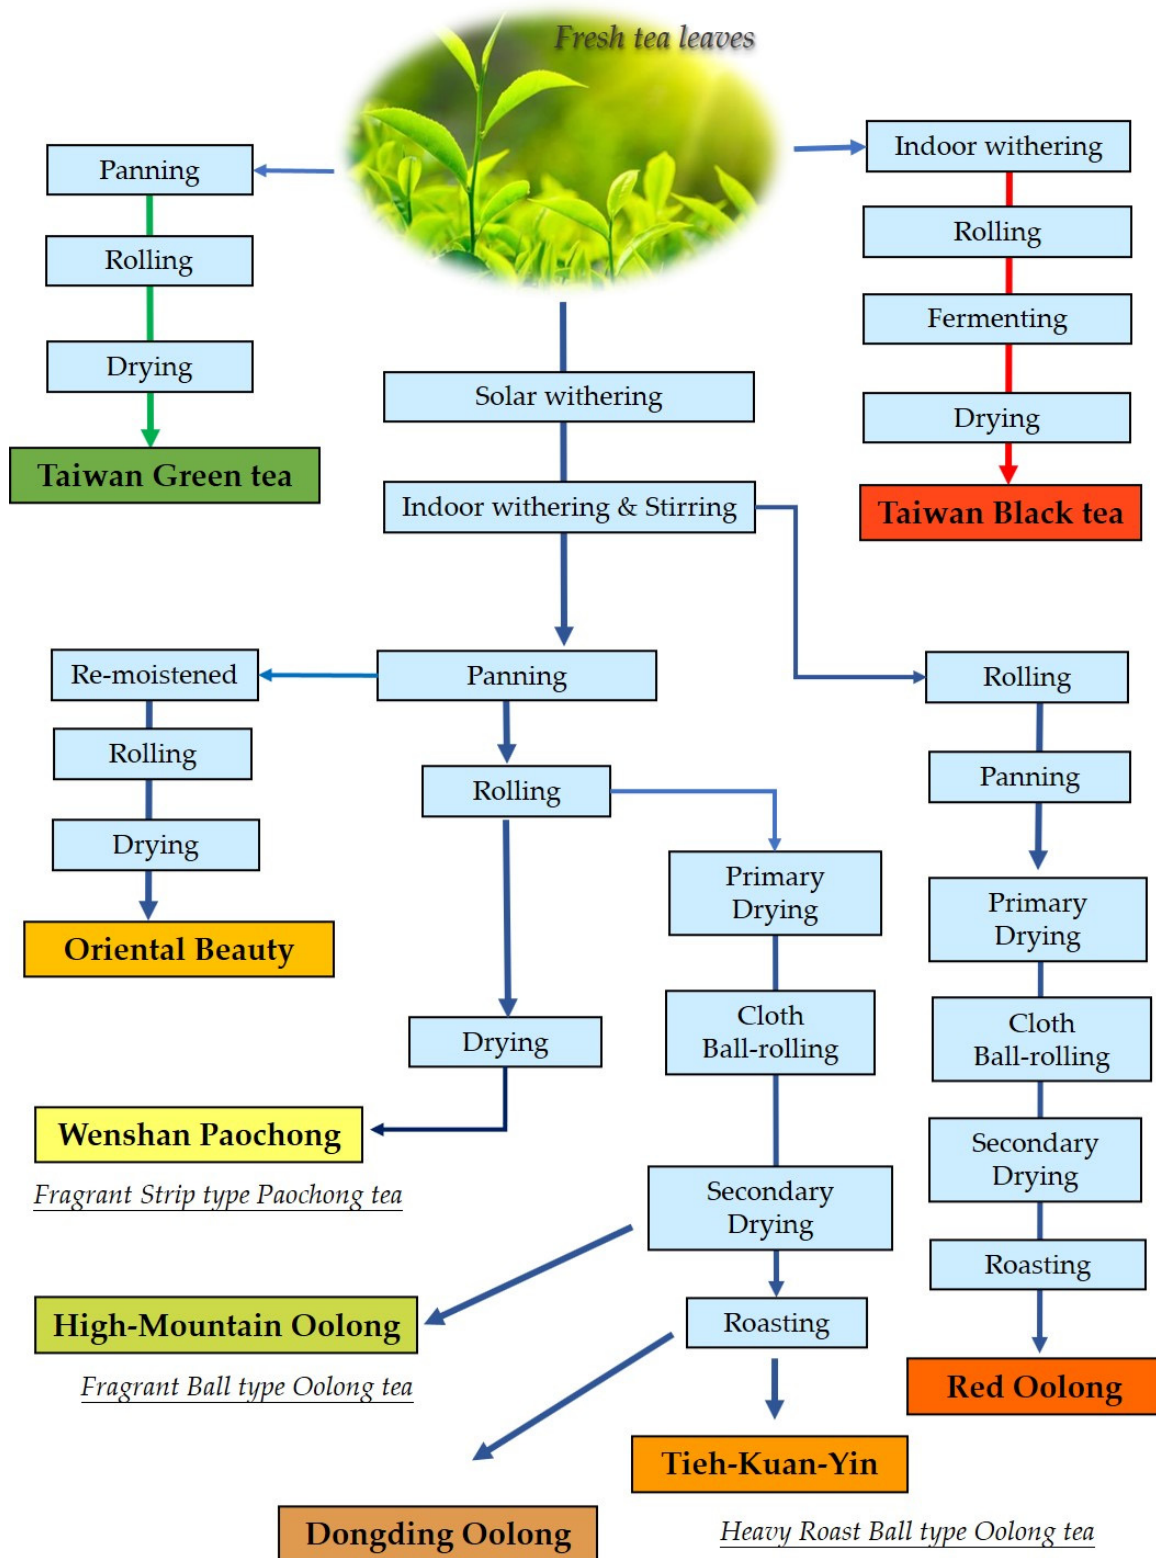 Fresh tea leaves
Panning
Rolling
Drying
Taiwan Green tea
Indoor withering
Rolling
Fermenting
Drying
Taiwan Black tea
Solar withering
Indoor withering & Stirring
Panning
Re-moistened
Rolling
Drying
Oriental Beauty
Rolling
Drying
Wenshan Paochong
Fragrant Strip type Paochong tea
Primary
Drying
Cloth
Ball-rolling
Secondary
Drying
High-Mountain Oolong
Fragrant Ball type Oolong tea
Roasting
Dongding Oolong
Tieh-Kuan-Yin
Heavy Roast Ball type Oolong tea
Rolling
Panning
Primary
Drying
Cloth
Ball-rolling
Secondary
Drying
Roasting
Red Oolong